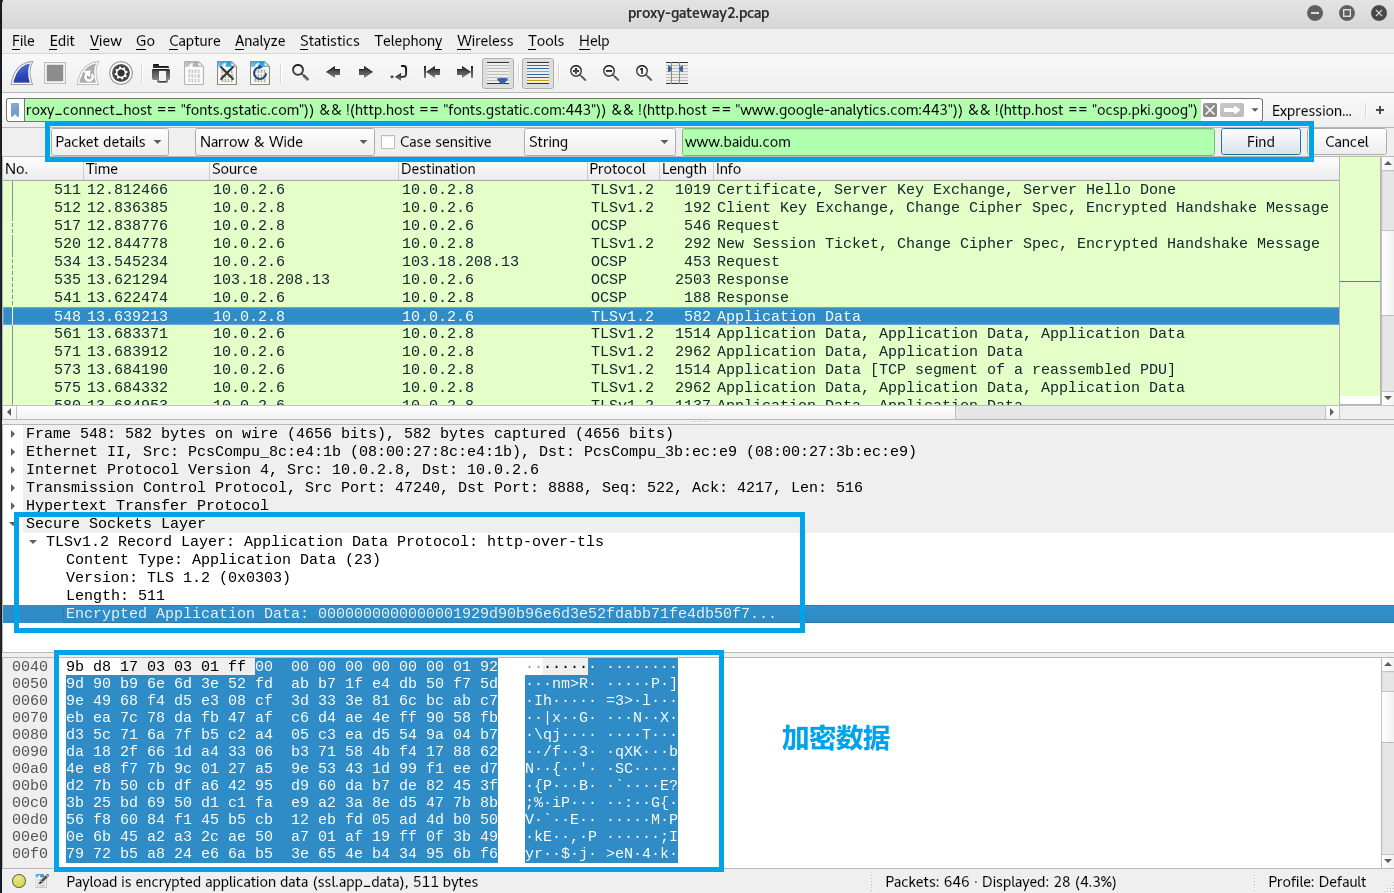 proxy-gateway2.pcap
File Edit View Go Capture Analyze Statistics Telephony Wireless Tools Help
roxy_connect_host == "fonts.gstatic.com")) && !(http.host == "fonts.gstatic.com:443")) && !(http.host == "www.google-analytics.com:443")) && !(http.host == "ocsp.pki.goog") Expression... +
Packet details Narrow & Wide Case sensitive String www.baidu.com Find Cancel
No. Time Source Destination Protocol Length Info
511 12.812466 10.0.2.6 10.0.2.8 TLSv1.2 1019 Certificate, Server Key Exchange, Server Hello Done
512 12.836385 10.0.2.8 10.0.2.6 TLSv1.2 192 Client Key Exchange, Change Cipher Spec, Encrypted Handshake Message
517 12.838776 10.0.2.8 10.0.2.6 OCSP 546 Request
520 12.844778 10.0.2.6 10.0.2.8 TLSv1.2 292 New Session Ticket, Change Cipher Spec, Encrypted Handshake Message
534 13.545234 10.0.2.6 103.18.208.13 OCSP 453 Request
535 13.621294 103.18.208.13 10.0.2.6 OCSP 2503 Response
541 13.622474 10.0.2.6 10.0.2.8 OCSP 188 Response
548 13.639213 10.0.2.8 10.0.2.6 TLSv1.2 582 Application Data
561 13.683371 10.0.2.6 10.0.2.8 TLSv1.2 1514 Application Data, Application Data, Application Data
571 13.683912 10.0.2.6 10.0.2.8 TLSv1.2 2962 Application Data, Application Data
573 13.684190 10.0.2.6 10.0.2.8 TLSv1.2 1514 Application Data [TCP segment of a reassembled PDU]
575 13.684332 10.0.2.6 10.0.2.8 TLSv1.2 2962 Application Data, Application Data, Application Data
580 13.684953 10.0.2.6 10.0.2.8 TLSv1.2 1137 Application Data, Application Data
Frame 548: 582 bytes on wire (4656 bits), 582 bytes captured (4656 bits)
Ethernet II, Src: PcsCompu_8c:e4:1b (08:00:27:8c:e4:1b), Dst: PcsCompu_3b:ec:e9 (08:00:27:3b:ec:e9)
Internet Protocol Version 4, Src: 10.0.2.8, Dst: 10.0.2.6
Transmission Control Protocol, Src Port: 47240, Dst Port: 8888, Seq: 522, Ack: 4217, Len: 516
Hypertext Transfer Protocol
Secure Sockets Layer
TLSv1.2 Record Layer: Application Data Protocol: http-over-tls
Content Type: Application Data (23)
Version: TLS 1.2 (0x0303)
Length: 511
Encrypted Application Data: 0000000000000001929d90b96e6d3e52fdabb71fe4db50f7...
0040 9b d8 17 03 03 01 ff 00 00 00 00 00 00 00 01 92 ········ ········
0050 9d 90 b9 6e 6d 3e 52 fd ab b7 1f e4 db 50 f7 5d ···nm>R· ·····P·]
0060 9e 49 68 f4 d5 e3 08 cf 3d 33 3e 81 6c bc ab c7 ·Ih····· =3>·l···
0070 eb ea 7c 78 da fb 47 af c6 d4 ae 4e ff 90 58 fb ··|x··G· ···N··X·
0080 d3 5c 71 6a 7f b5 c2 a4 05 c3 ea d5 54 9a 04 b7 ·\qj···· ····T···
0090 da 18 2f 66 1d a4 33 06 b3 71 58 4b f4 17 88 62 ··/f··3· ·qXK···b
00a0 4e e8 f7 7b 9c 01 27 a5 9e 53 43 1d 99 f1 ee d7 N··{··'· ·SC·····
00b0 d2 7b 50 cb df a6 42 95 d9 60 da b7 de 82 45 3f ·{P···B· ·`····E?
00c0 3b 25 bd 69 50 d1 c1 fa e9 a2 3a 8e d5 47 7b 8b ;%·iP··· ··:··G{·
00d0 56 f8 60 84 f1 45 b5 cb 12 eb fd 05 ad 4d b0 50 V·`··E·· ·····M·P
00e0 0e 6b 45 a2 a3 2c ae 50 a7 01 af 19 ff 0f 3b 49 ·kE··,·P ······;I
00f0 79 72 b5 a8 24 e6 6a b5 3e 65 4e b4 34 95 6b f6 yr··$·j· >eN·4·k·
加密数据
Payload is encrypted application data (ssl.app_data), 511 bytes Packets: 646 · Displayed: 28 (4.3%) Profile: Default